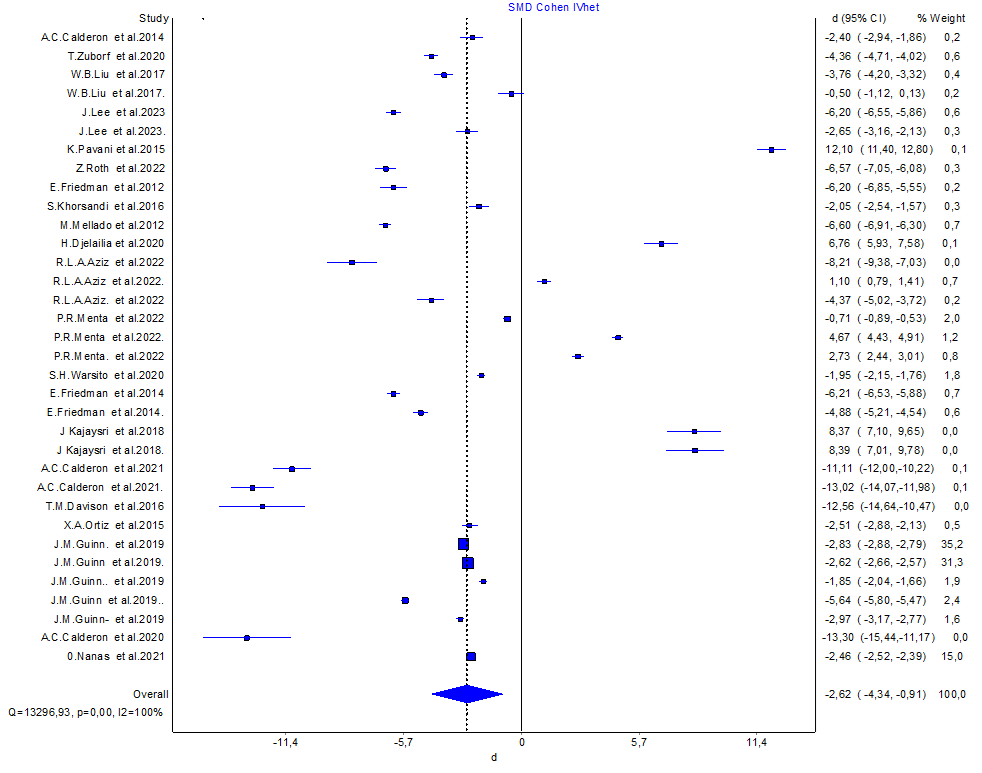 SMD Cohen IVhet
Study d (95% CI) % Weight
A.C.Calderon et al.2014 -2,40 (-2,94, -1,86) 0,2
T.Zuborf et al.2020 -4,36 (-4,71, -4,02) 0,6
W.B.Liu et al.2017 -3,76 (-4,20, -3,32) 0,4
W.B.Liu et al.2017. -0,50 (-1,12, 0,13) 0,2
J.Lee et al.2023 -6,20 (-6,55, -5,86) 0,6
J.Lee et al.2023. -2,65 (-3,16, -2,13) 0,3
K.Pavani et al.2015 12,10 ( 11,40, 12,80) 0,1
Z.Roth et al.2022 -6,57 (-7,05, -6,08) 0,3
E.Friedman et al.2012 -6,20 (-6,85, -5,55) 0,2
S.Khorsandi et al.2016 -2,05 (-2,54, -1,57) 0,3
M.Mellado et al.2012 -6,60 (-6,91, -6,30) 0,7
H.Djelailia et al.2020 6,76 ( 5,93, 7,58) 0,1
R.L.A.Aziz et al.2022 -8,21 (-9,38, -7,03) 0,0
R.L.A.Aziz et al.2022. 1,10 ( 0,79, 1,41) 0,7
R.L.A.Aziz. et al.2022 -4,37 (-5,02, -3,72) 0,2
P.R.Menta et al.2022 -0,71 (-0,89, -0,53) 2,0
P.R.Menta et al.2022. 4,67 ( 4,43, 4,91) 1,2
P.R.Menta. et al.2022 2,73 ( 2,44, 3,01) 0,8
S.H.Warsito et al.2020 -1,95 (-2,15, -1,76) 1,8
E.Friedman et al.2014 -6,21 (-6,53, -5,88) 0,7
E.Friedman et al.2014. -4,88 (-5,21, -4,54) 0,6
J Kajaysri et al.2018 8,37 ( 7,10, 9,65) 0,0
J Kajaysri et al.2018. 8,39 ( 7,01, 9,78) 0,0
A.C.Calderon et al.2021 -11,11 (-12,00,-10,22) 0,1
A.C.Calderon et al.2021. -13,02 (-14,07,-11,98) 0,1
T.M.Davison et al.2016 -12,56 (-14,64,-10,47) 0,0
X.A.Ortiz et al.2015 -2,51 (-2,88, -2,13) 0,5
J.M.Guinn. et al.2019 -2,83 (-2,88, -2,79) 35,2
J.M.Guinn et al.2019. -2,62 (-2,66, -2,57) 31,3
J.M.Guinn.. et al.2019 -1,85 (-2,04, -1,66) 1,9
J.M.Guinn et al.2019.. -5,64 (-5,80, -5,47) 2,4
J.M.Guinn- et al.2019 -2,97 (-3,17, -2,77) 1,6
A.C.Calderon et al.2020 -13,30 (-15,44,-11,17) 0,0
0.Nanas et al.2021 -2,46 (-2,52, -2,39) 15,0
Overall -2,62 (-4,34, -0,91) 100,0
Q=13296,93, p=0,00, I2=100%
-11,4 -5,7 0 5,7 11,4
d